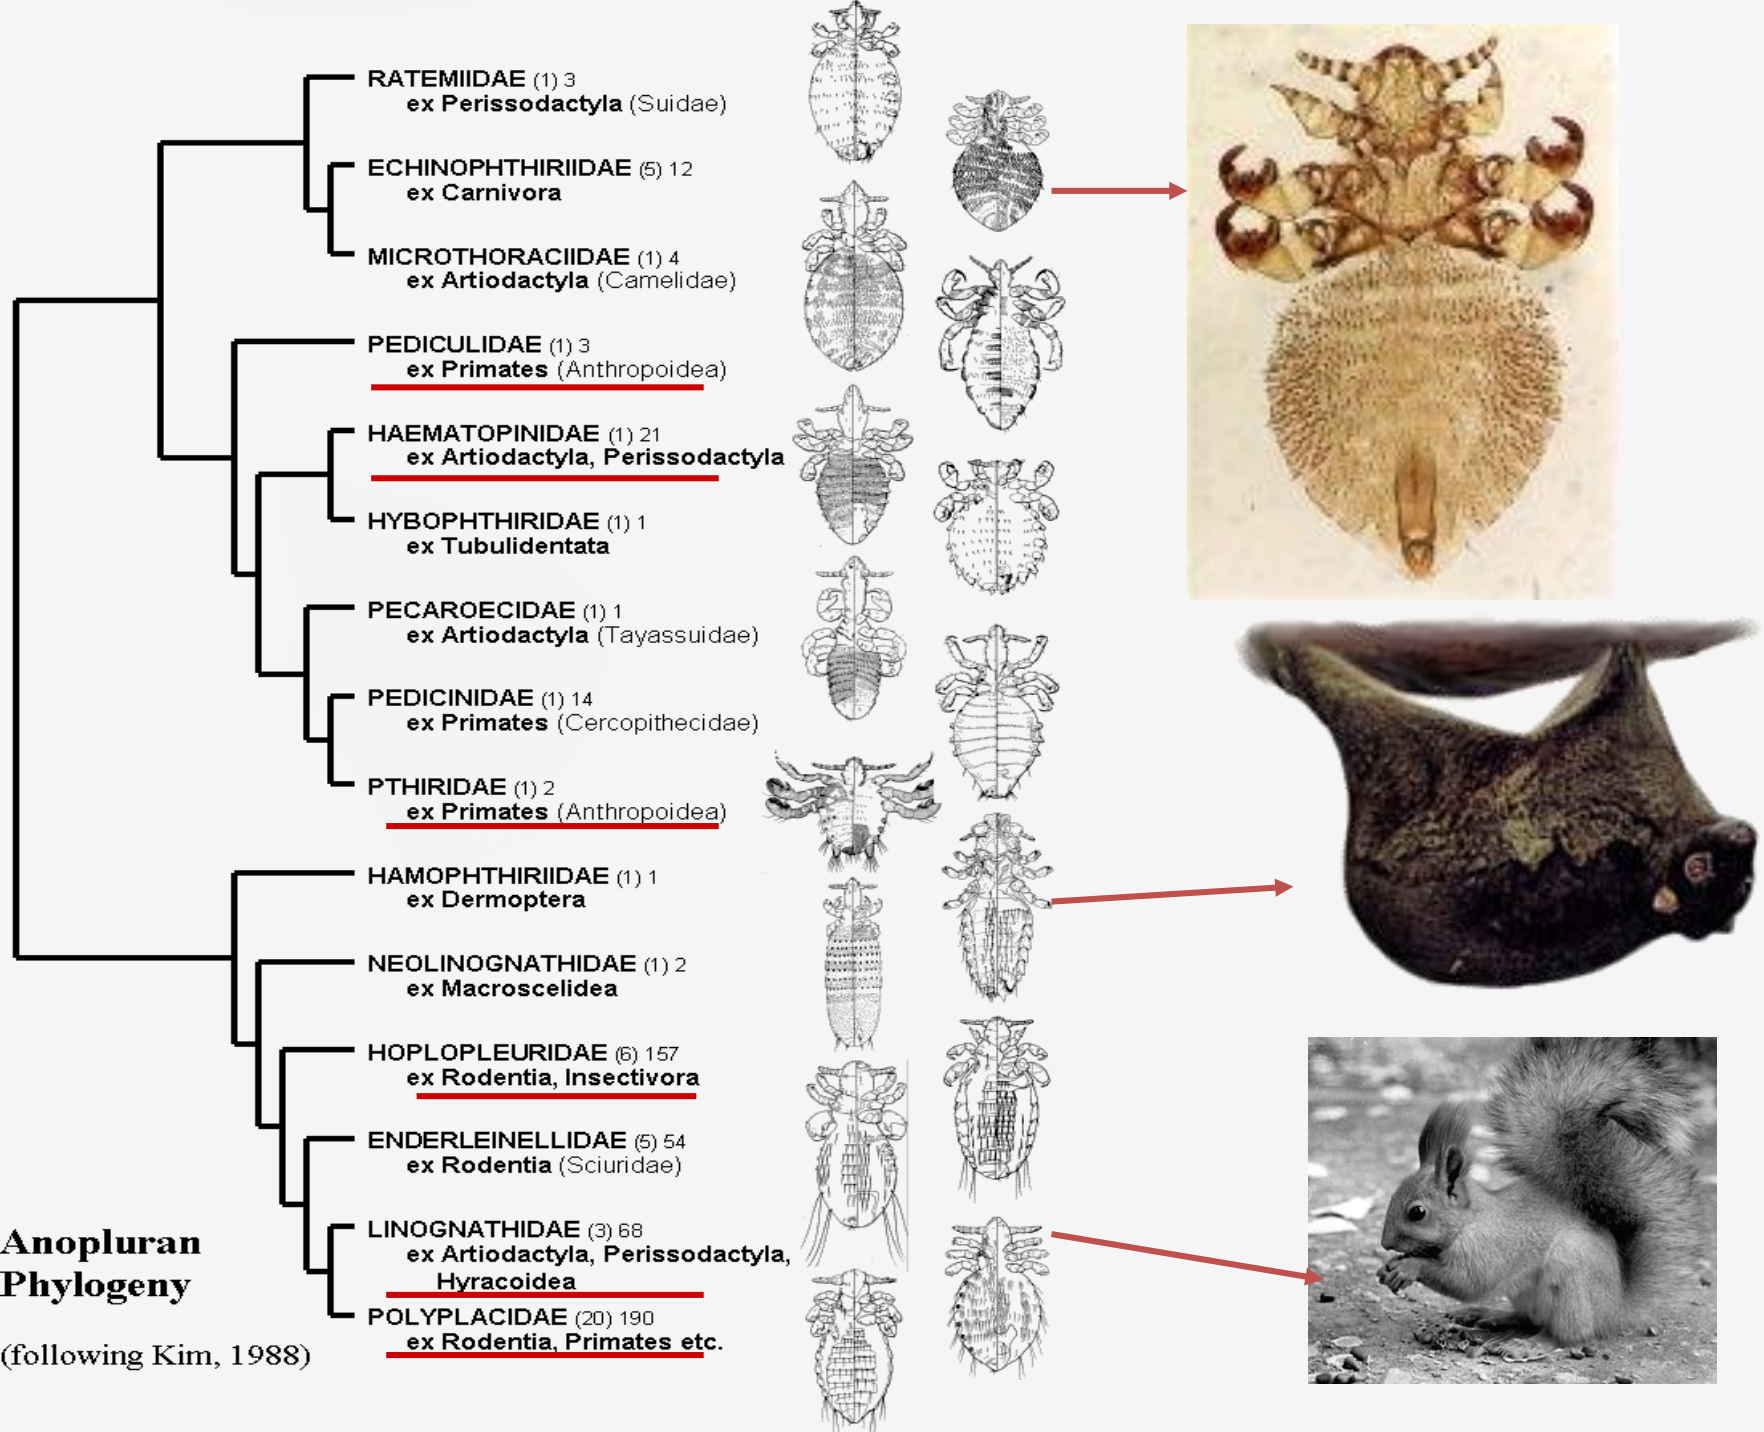 RATEMIIDAE (1) 3
ex Perissodactyla (Suidae)
ECHINOPHTHIRIIDAE (5) 12
ex Carnivora
MICROTHORACIIDAE (1) 4
ex Artiodactyla (Camelidae)
PEDICULIDAE (1) 3
ex Primates (Anthropoidea)
HAEMATOPINIDAE (1) 21
ex Artiodactyla, Perissodactyla
HYBOPHTHIRIDAE (1) 1
ex Tubulidentata
PECAROECIDAE (1) 1
ex Artiodactyla (Tayassuidae)
PEDICINIDAE (1) 14
ex Primates (Cercopithecidae)
PTHIRIDAE (1) 2
ex Primates (Anthropoidea)
HAMOPHTHIRIIDAE (1) 1
ex Dermoptera
NEOLINOGNATHIDAE (1) 2
ex Macroscelidea
HOPLOPLEURIDAE (6) 157
ex Rodentia, Insectivora
ENDERLEINELLIDAE (5) 54
ex Rodentia (Sciuridae)
LINOGNATHIDAE (3) 68
ex Artiodactyla, Perissodactyla,
Hyracoidea
POLYPLACIDAE (20) 190
ex Rodentia, Primates etc.
Anopluran
Phylogeny
(following Kim, 1988)